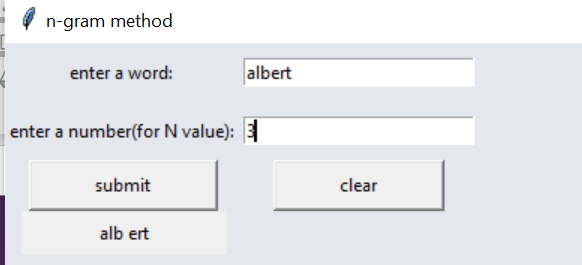 n-gram method
enter a word: albert
enter a number(for N value): 3
submit clear
alb ert